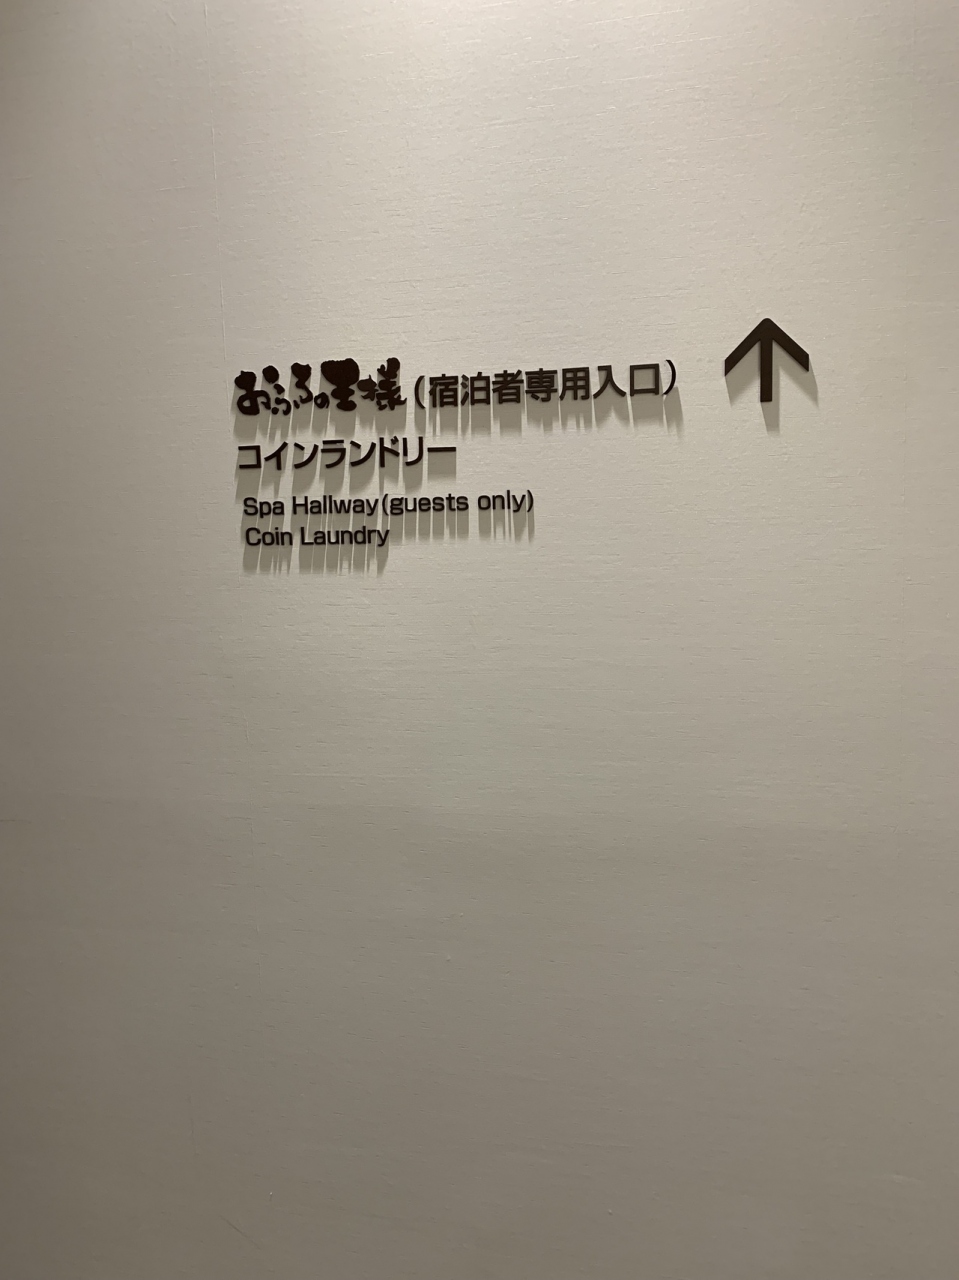 おふろの王様(宿泊者専用入口)
コインランドリー
Spa Hallway(guests only)
Coin Laundry